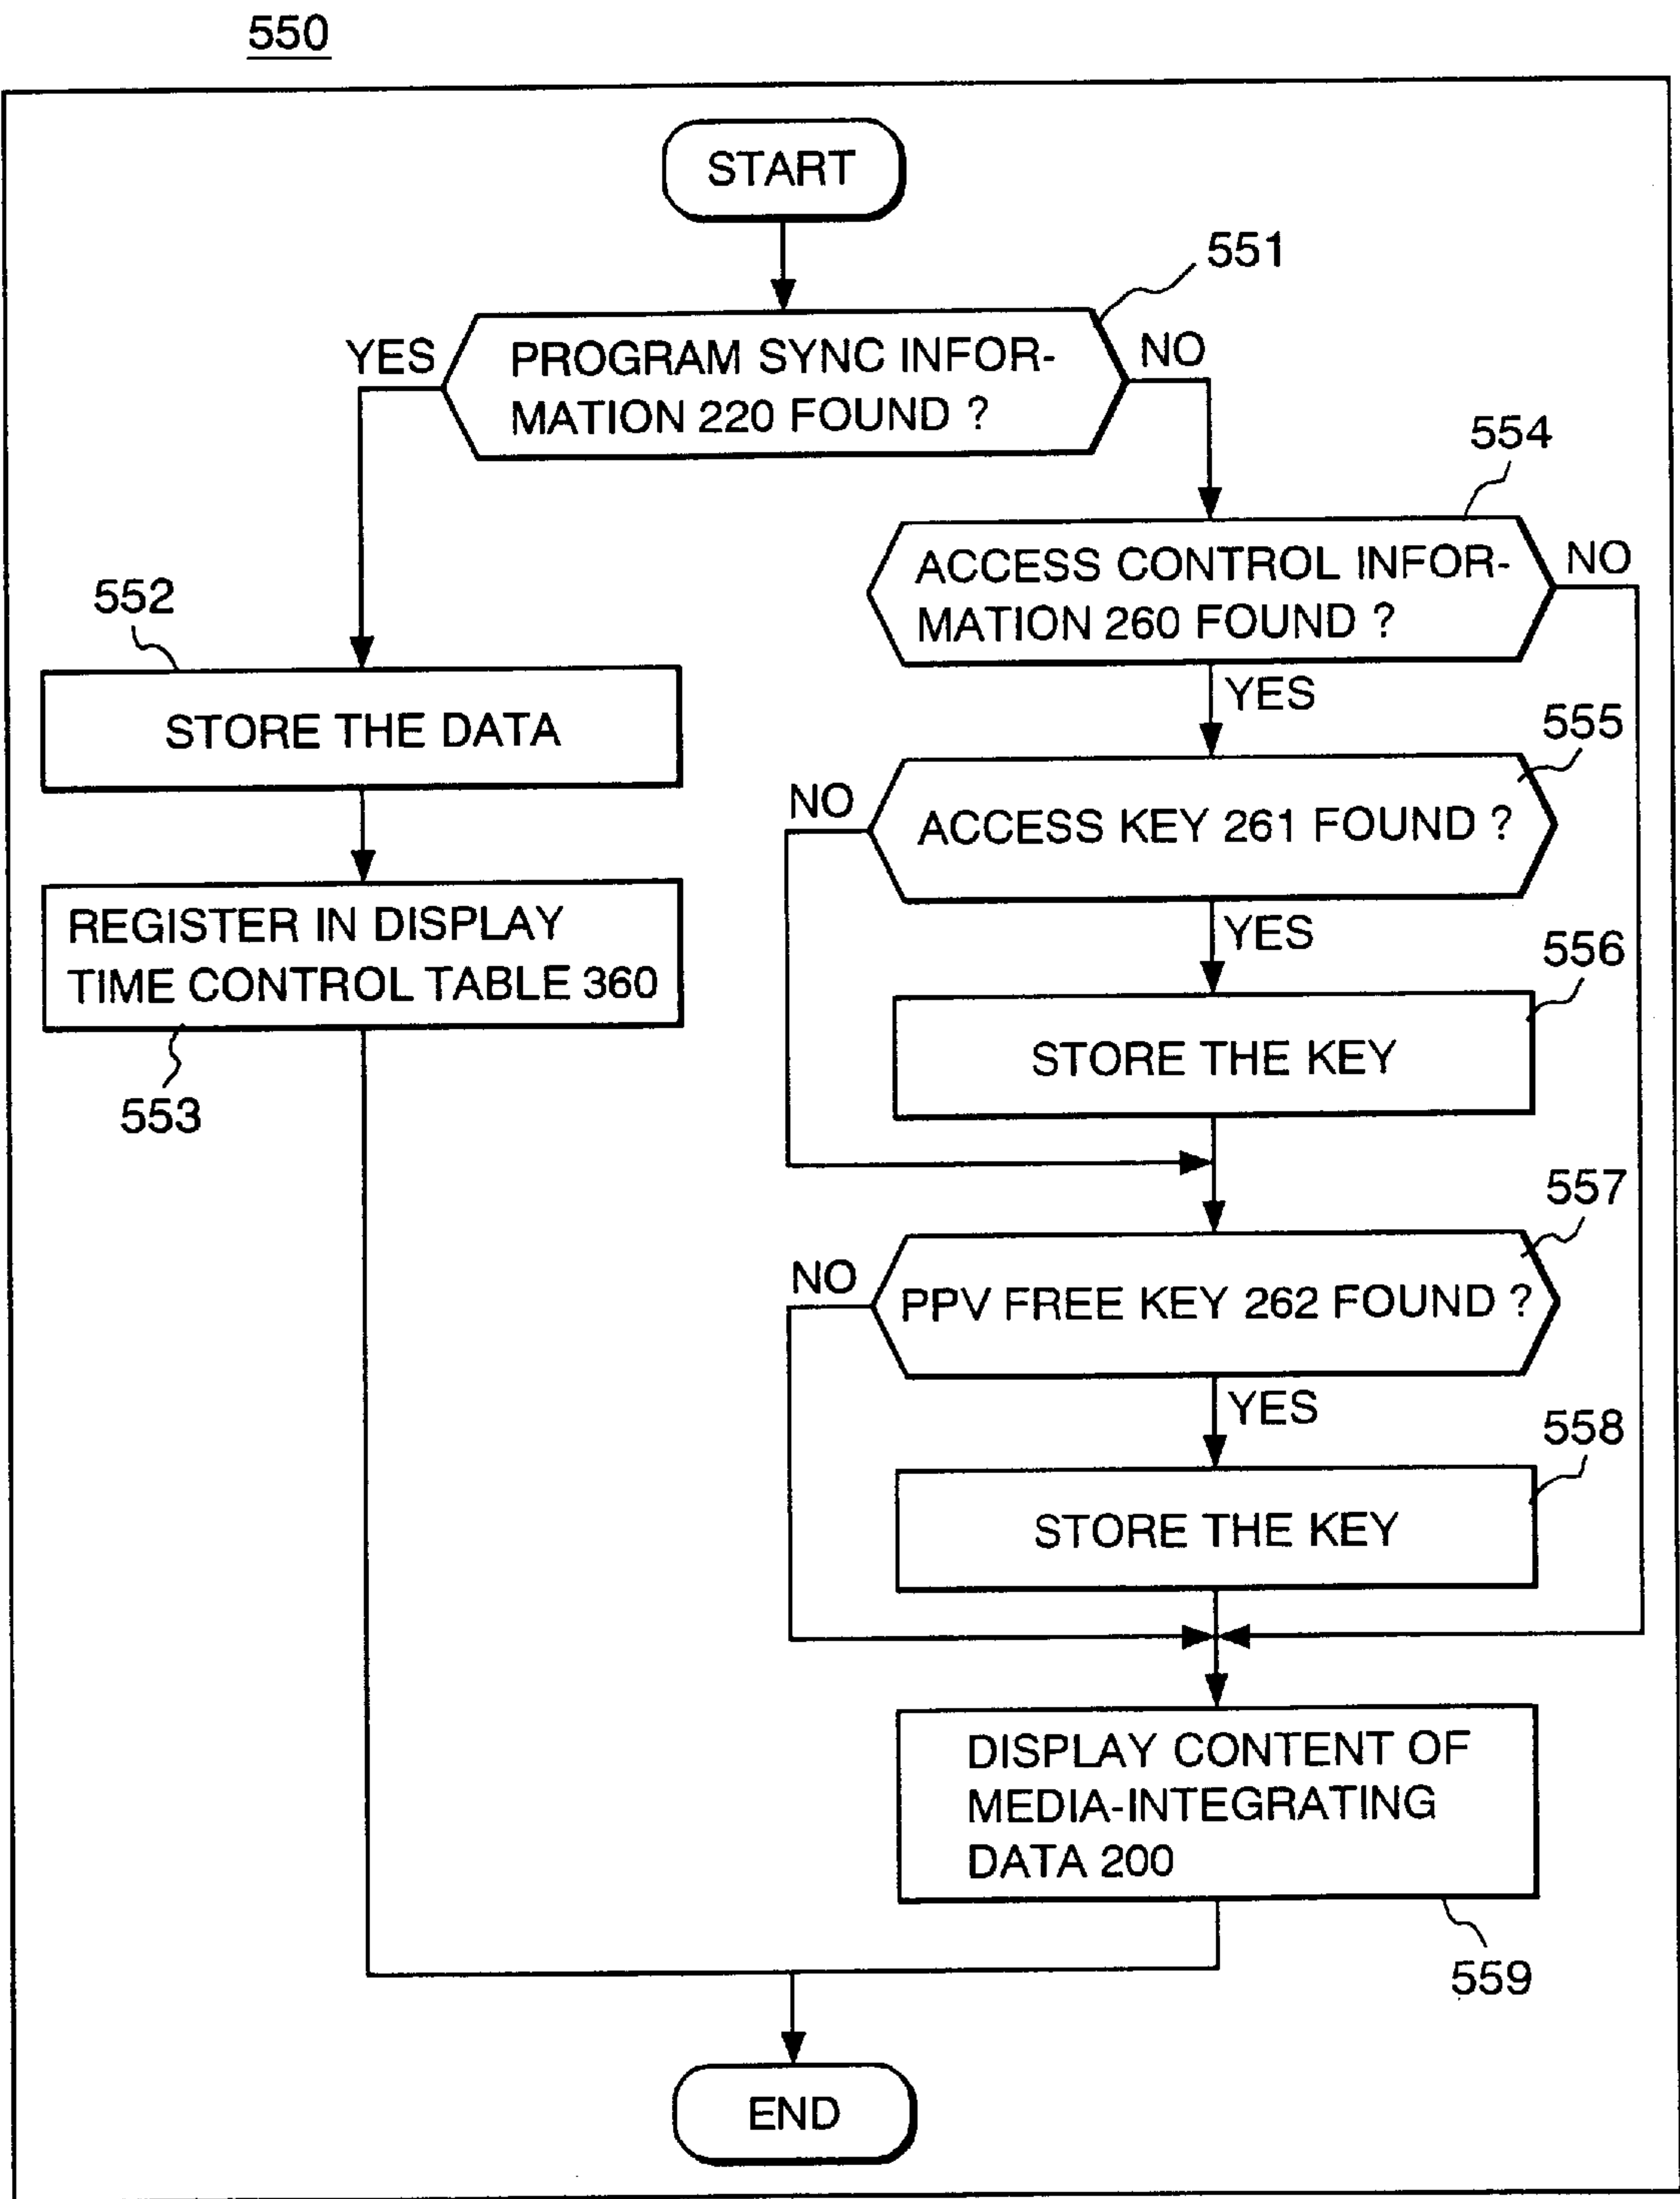 550
START
551
YES
PROGRAM SYNC INFOR-
MATION 220 FOUND ?
NO
554
ACCESS CONTROL INFOR-
MATION 260 FOUND ?
NO
552
STORE THE DATA
YES
555
NO
ACCESS KEY 261 FOUND ?
REGISTER IN DISPLAY
TIME CONTROL TABLE 360
553
YES
556
STORE THE KEY
557
NO
PPV FREE KEY 262 FOUND ?
YES
558
STORE THE KEY
DISPLAY CONTENT OF
MEDIA-INTEGRATING
DATA 200
559
END